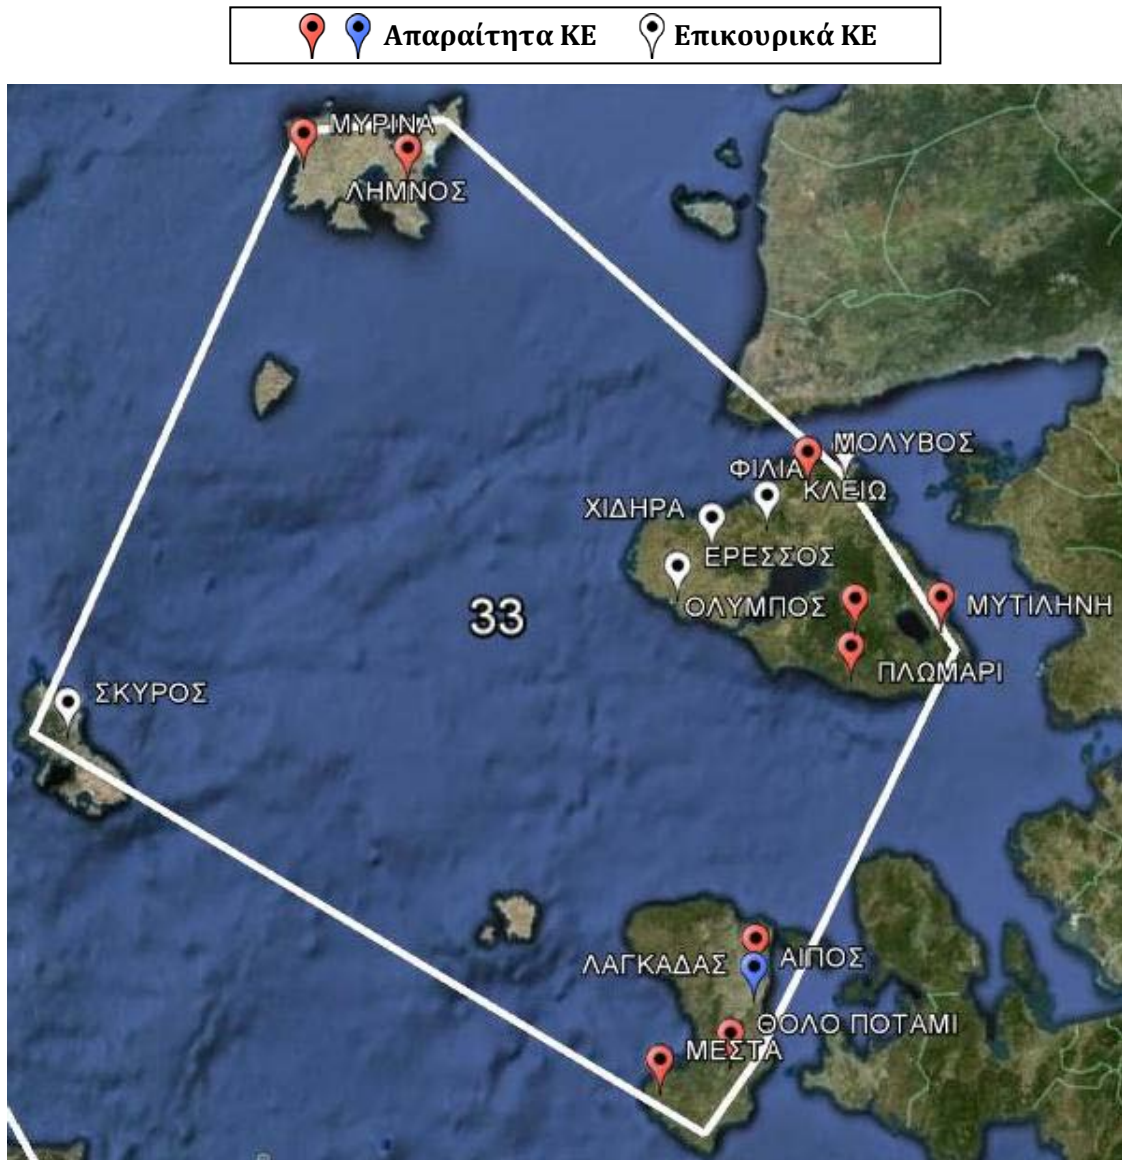 Απαραίτητα ΚΕ Επικουρικά ΚΕ
ΜΥΡΙΝΑ
ΛΗΜΝΟΣ
ΜΟΛΥΒΟΣ
ΦΙΛΙΑ
ΚΛΕΙΩ
ΧΙΔΗΡΑ
ΕΡΕΣΣΟΣ
ΟΛΥΜΠΟΣ
ΜΥΤΙΛΗΝΗ
33
ΠΛΩΜΑΡΙ
ΣΚΥΡΟΣ
ΛΑΓΚΑΔΑΣ
ΑΙΠΟΣ
ΘΟΛΟ ΠΟΤΑΜΙ
ΜΕΣΤΑ